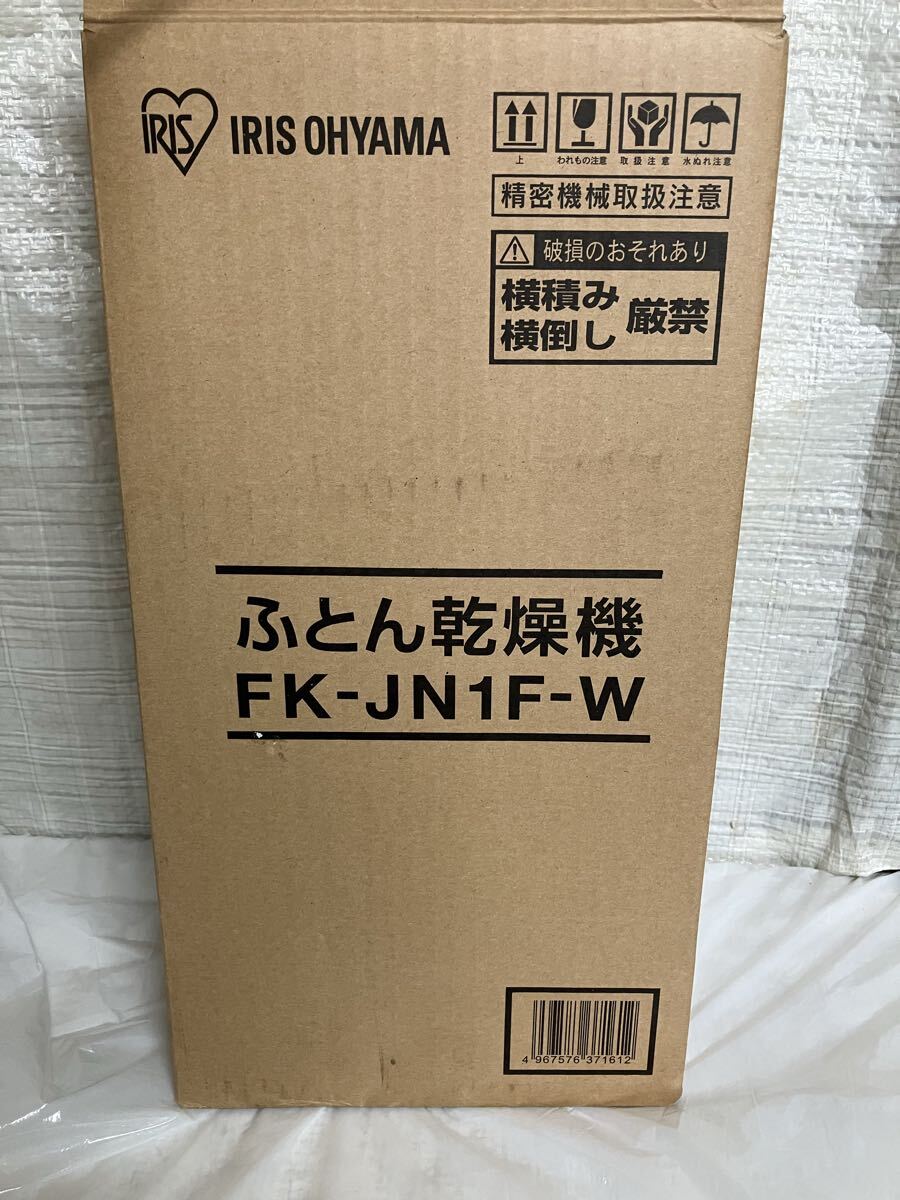 IRIS
IRIS OHYAMA
上 われもの注意 取扱注意 水ぬれ注意
精密機械取扱注意
破損のおそれあり
横積み
横倒し
厳禁
ふとん乾燥機
FK-JN1F-W
4 967576 371612